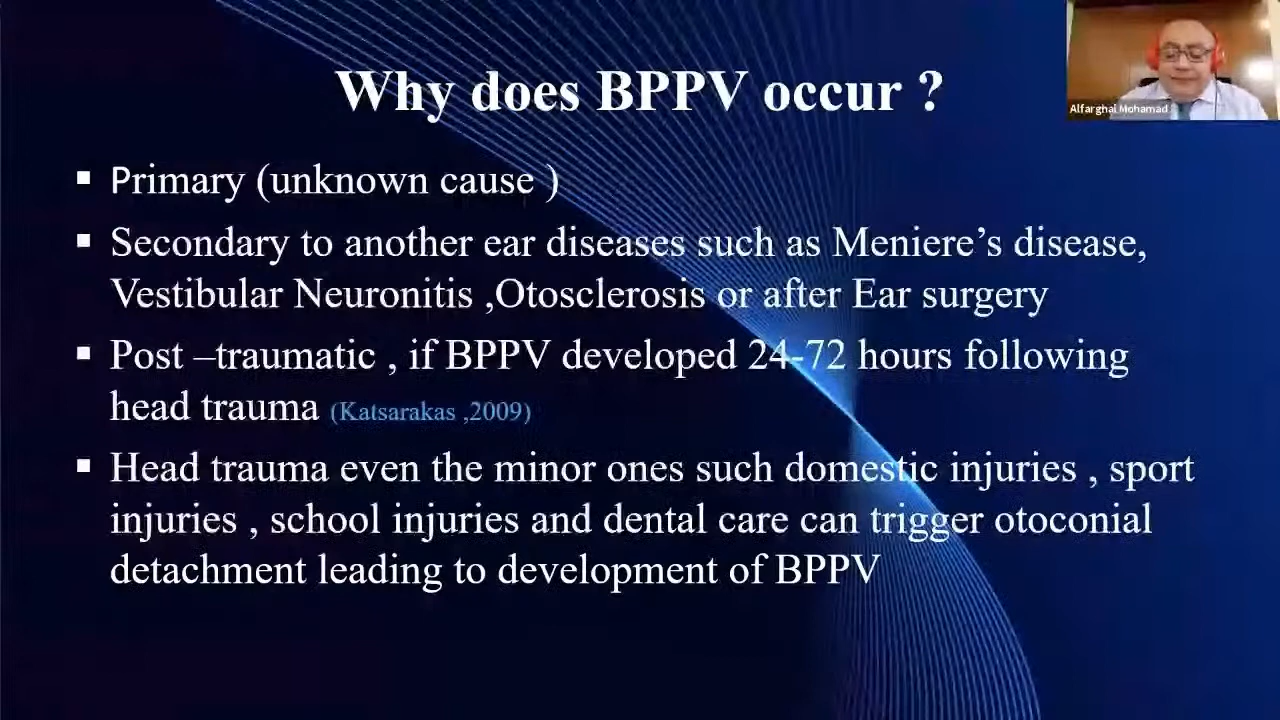 Why does BPPV occur ?
Alfarghal Mohamad
▪ Primary (unknown cause )
▪ Secondary to another ear diseases such as Meniere’s disease,
Vestibular Neuronitis ,Otosclerosis or after Ear surgery
▪ Post –traumatic , if BPPV developed 24-72 hours following
head trauma (Katsarakas ,2009)
▪ Head trauma even the minor ones such domestic injuries , sport
injuries , school injuries and dental care can trigger otoconial
detachment leading to development of BPPV